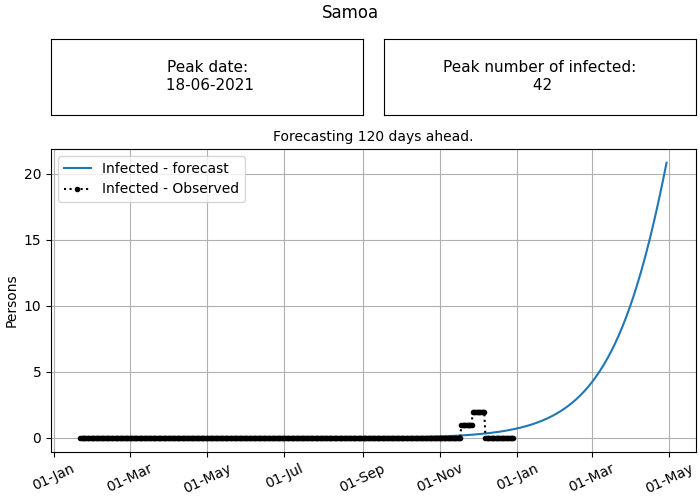 Samoa
Peak date:
18-06-2021
Peak number of infected:
42
Forecasting 120 days ahead.
Infected - forecast
Infected - Observed
Persons
20
15
10
5
0
01-Jan
01-Mar
01-May
01-Jul
01-Sep
01-Nov
01-Jan
01-Mar
01-May